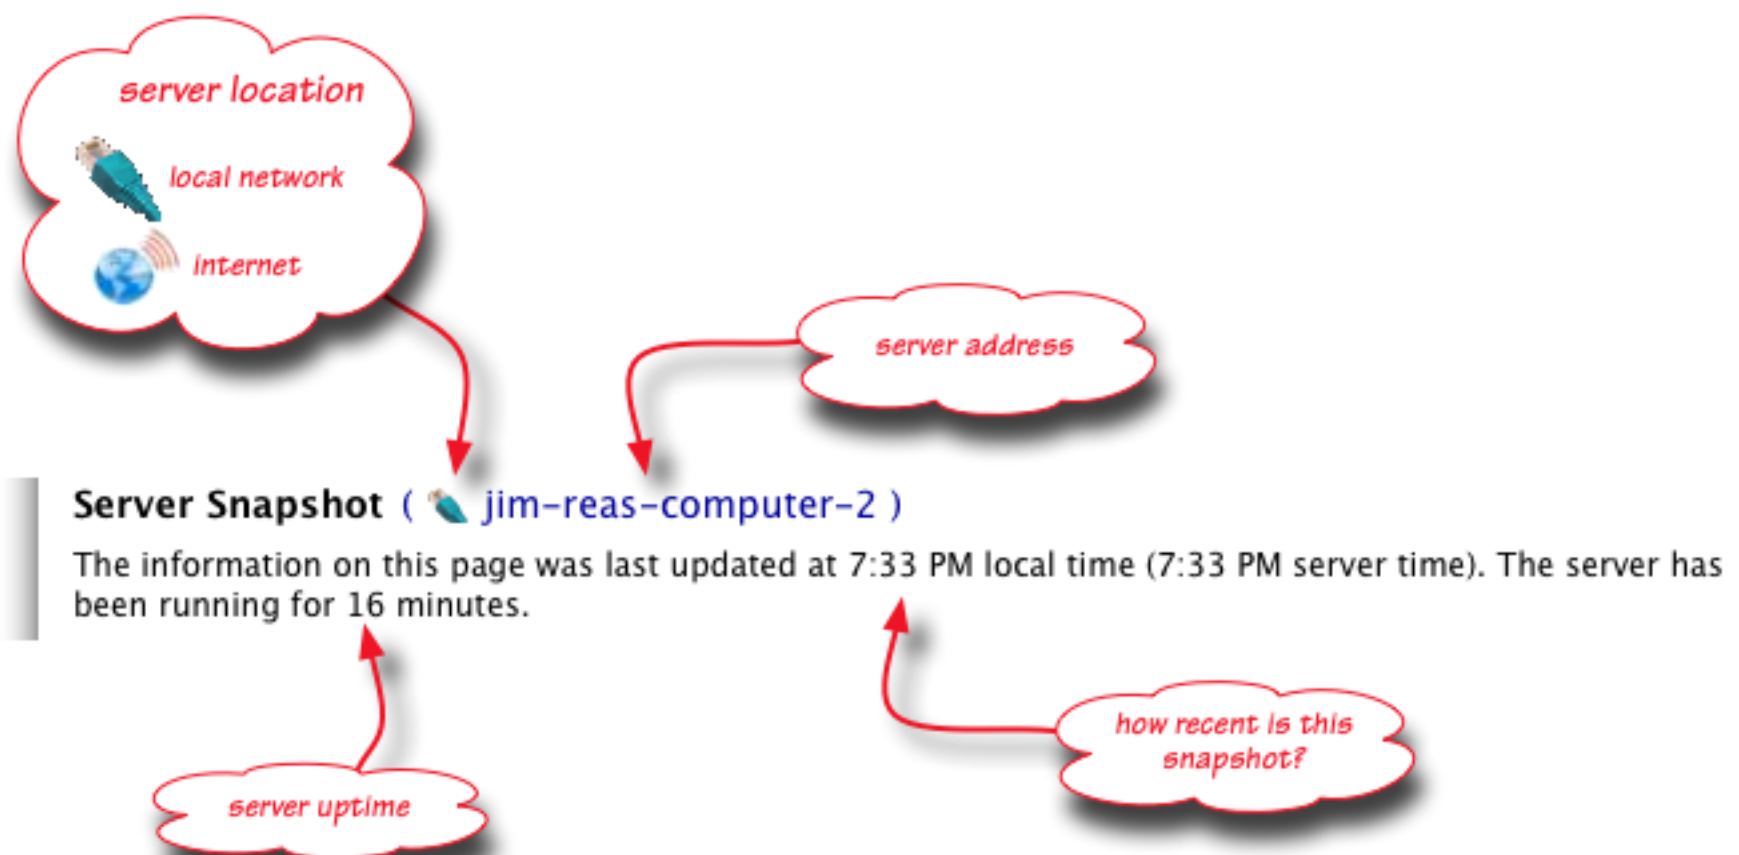 server location
local network
internet
server address
Server Snapshot ( jim-reas-computer-2 )
The information on this page was last updated at 7:33 PM local time (7:33 PM server time). The server has
been running for 16 minutes.
how recent is this
snapshot?
server uptime